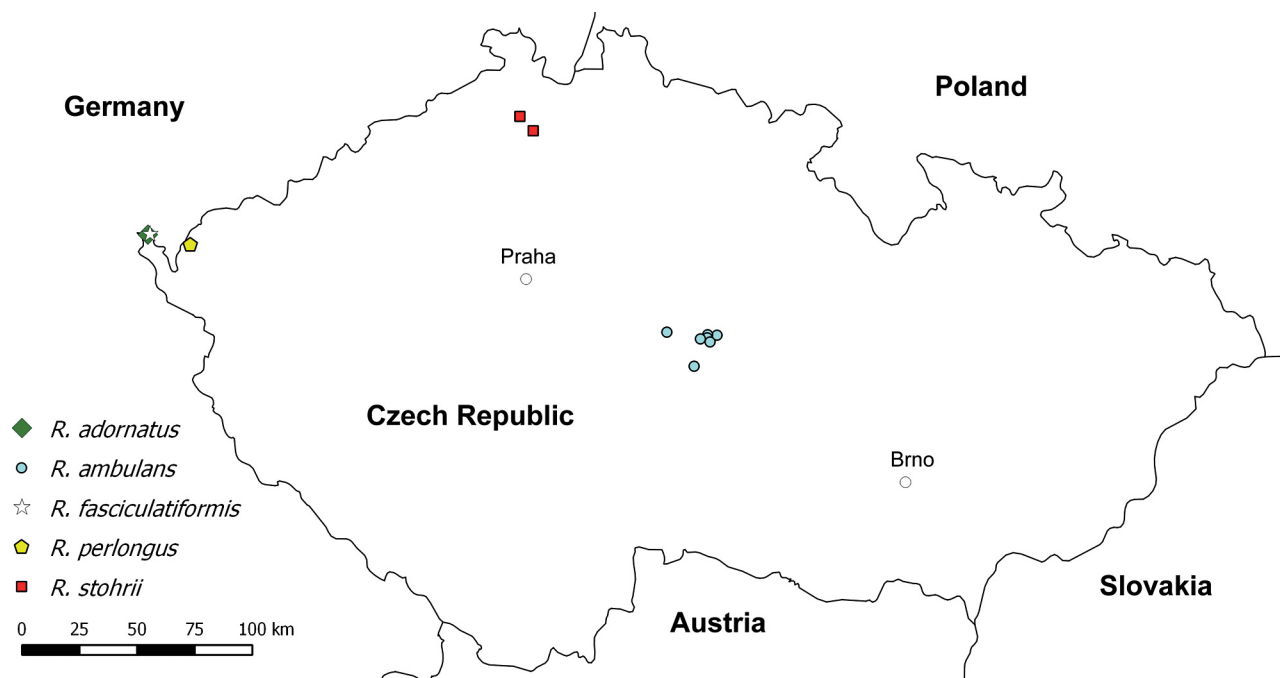 Germany
Poland
Praha
Czech Republic
Brno
R. adornatus
R. ambulans
R. fasciculatiformis
R. perlongus
R. stohrii
Slovakia
Austria
0 25 50 75 100 km